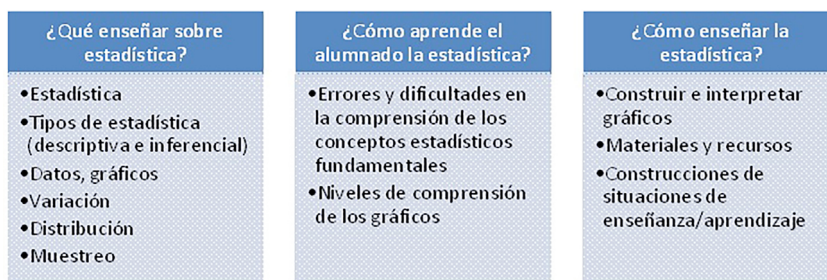 ¿Qué enseñar sobre
estadística?
•Estadística
•Tipos de estadística
(descriptiva e inferencial)
•Datos, gráficos
•Variación
•Distribución
•Muestreo
¿Cómo aprende el
alumnado la estadística?
•Errores y dificultades en
la comprensión de los
conceptos estadísticos
fundamentales
•Niveles de comprensión
de los gráficos
¿Cómo enseñar la
estadística?
•Construir e interpretar
gráficos
•Materiales y recursos
•Construcciones de
situaciones de
enseñanza/aprendizaje